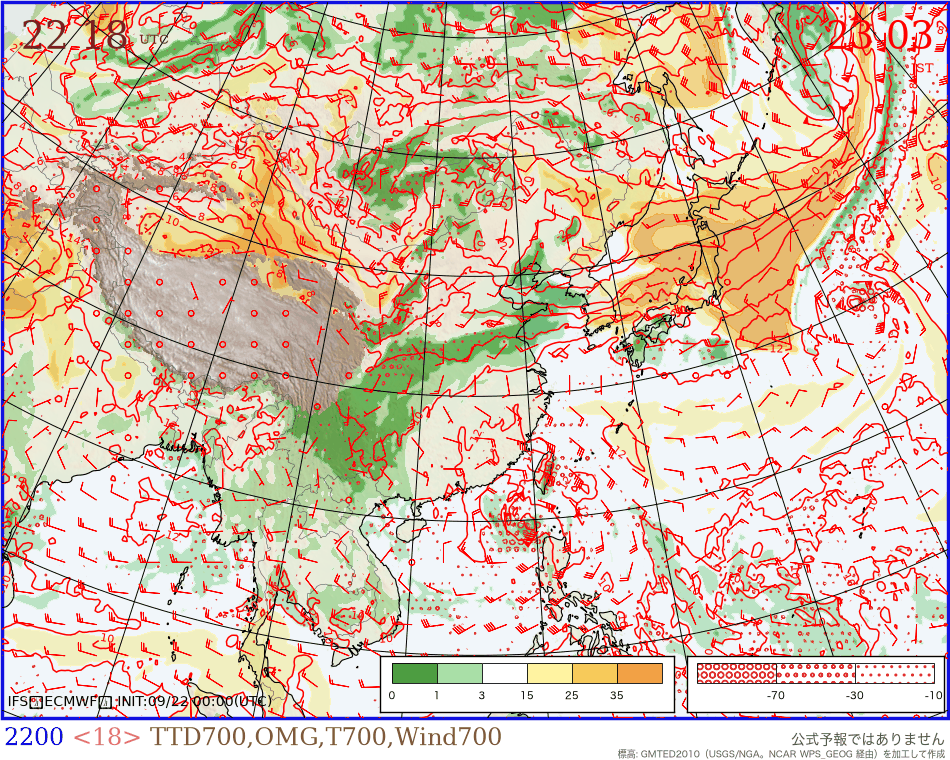 22 18 UTC
23 03 JST
IFS□ECMWF□ INIT:09/22 00:00(UTC)
0 1 3 15 25 35
-70 -30 -10
2200 <18> TTD700,OMG,T700,Wind700
公式予報ではありません
標高: GMTED2010（USGS/NGA。NCAR WPS_GEOG 経由）を加工して作成